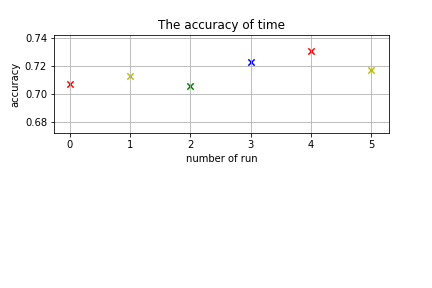 The accuracy of time
0.74
0.72
0.70
0.68
accuracy
0 1 2 3 4 5
number of run